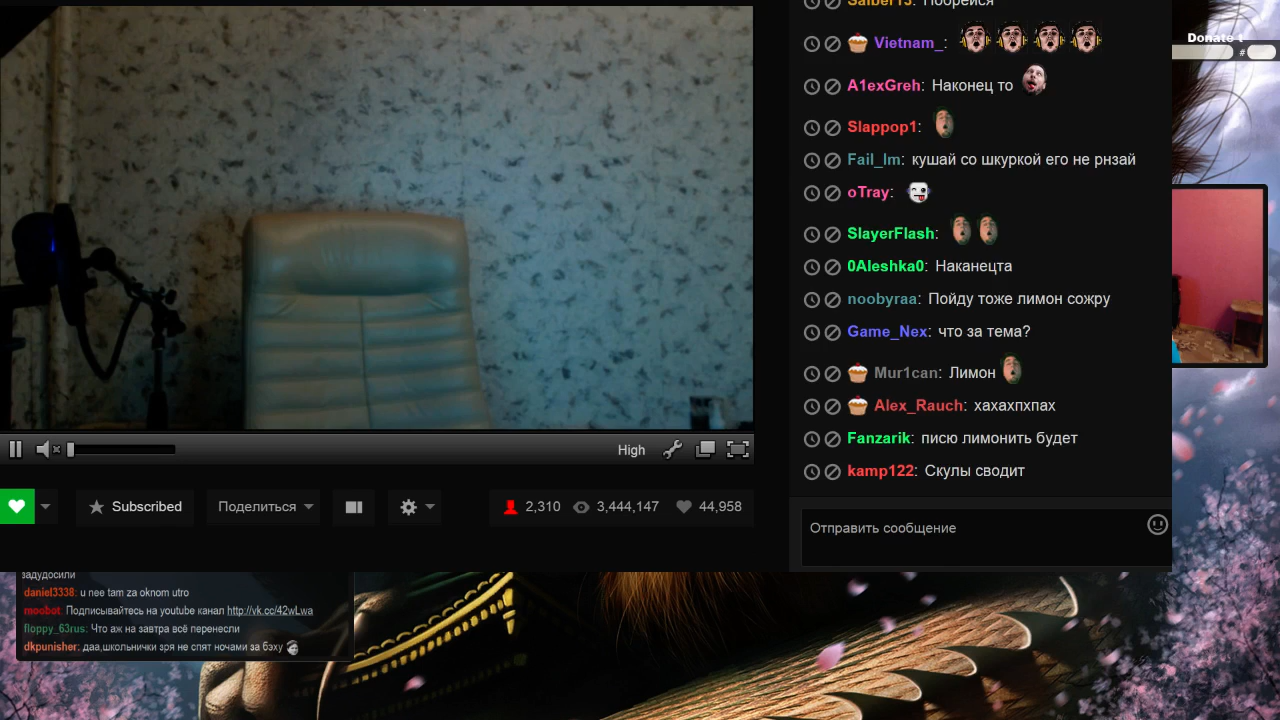 Salber13: Побрейся
Vietnam_:
A1exGreh: Наконец то
Slappop1:
Fail_Im: кушай со шкуркой его не рнзай
oTray:
SlayerFlash:
0Aleshka0: Наканецта
noobyraa: Пойду тоже лимон сожру
Game_Nex: что за тема?
Mur1can: Лимон
Alex_Rauch: хахахпхпах
Fanzarik: писю лимонить будет
kamp122: Скулы сводит
Отправить сообщение
Donate t
#
High
Subscribed
Поделиться
2,310
3,444,147
44,958
задудосили
daniel3338: u nee tam za oknom utro
moobot: Подписывайтесь на youtube канал http://vk.cc/42wLwa
floppy_63rus: Что аж на завтра всё перенесли
dkpunisher: даа,школьнички зря не спят ночами за бэху